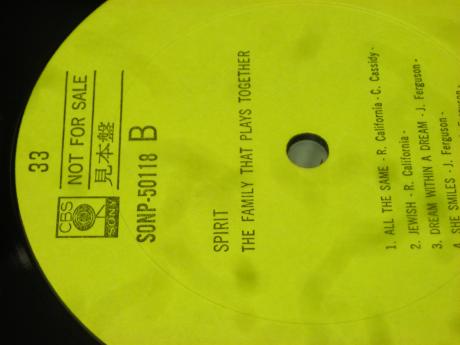 33
NOT FOR SALE
見本盤
CBS
SONY
SONP-50118 B
SPIRIT
THE FAMILY THAT PLAYS TOGETHER
1. ALL THE SAME - R. California - C. Cassidy -
2. JEWISH - R. California -
3. DREAM WITHIN A DREAM - J. Ferguson -
4. SHE SMILES - J. Ferguson -